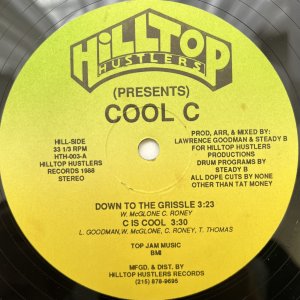 HILLTOP
HUSTLERS
(PRESENTS)
COOL C
HILL-SIDE
33 1/3 RPM
HTH-003-A
HILLTOP HUSTLERS
RECORDS 1988
STEREO
PROD, ARR, & MIXED BY:
LAWRENCE GOODMAN & STEADY B
FOR HILLTOP HUSTLERS
PRODUCTIONS
DRUM PROGRAMS BY
STEADY B
ALL DOPE CUTS BY NONE
OTHER THAN TAT MONEY
DOWN TO THE GRISSLE 3:23
W. McGLONE C. RONEY
C IS COOL 3:30
L. GOODMAN,W. McGLONE, C. RONEY, T. THOMAS
TOP JAM MUSIC
BMI
MFGD. & DIST. BY
HILLTOP HUSTLERS RECORDS
(215) 878-9695